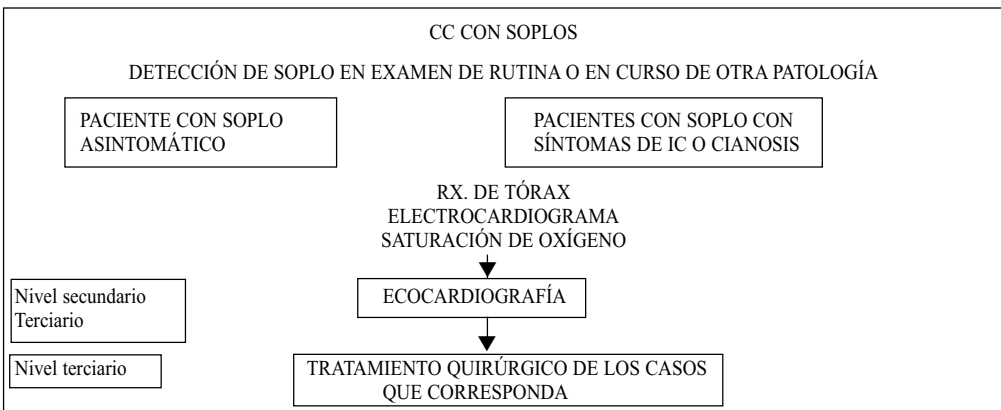 CC CON SOPLOS
DETECCIÓN DE SOPLO EN EXAMEN DE RUTINA O EN CURSO DE OTRA PATOLOGÍA
PACIENTE CON SOPLO
ASINTOMÁTICO
PACIENTES CON SOPLO CON
SÍNTOMAS DE IC O CIANOSIS
RX. DE TÓRAX
ELECTROCARDIOGRAMA
SATURACIÓN DE OXÍGENO
Nivel secundario
Terciario
ECOCARDIOGRAFÍA
Nivel terciario
TRATAMIENTO QUIRÚRGICO DE LOS CASOS
QUE CORRESPONDA